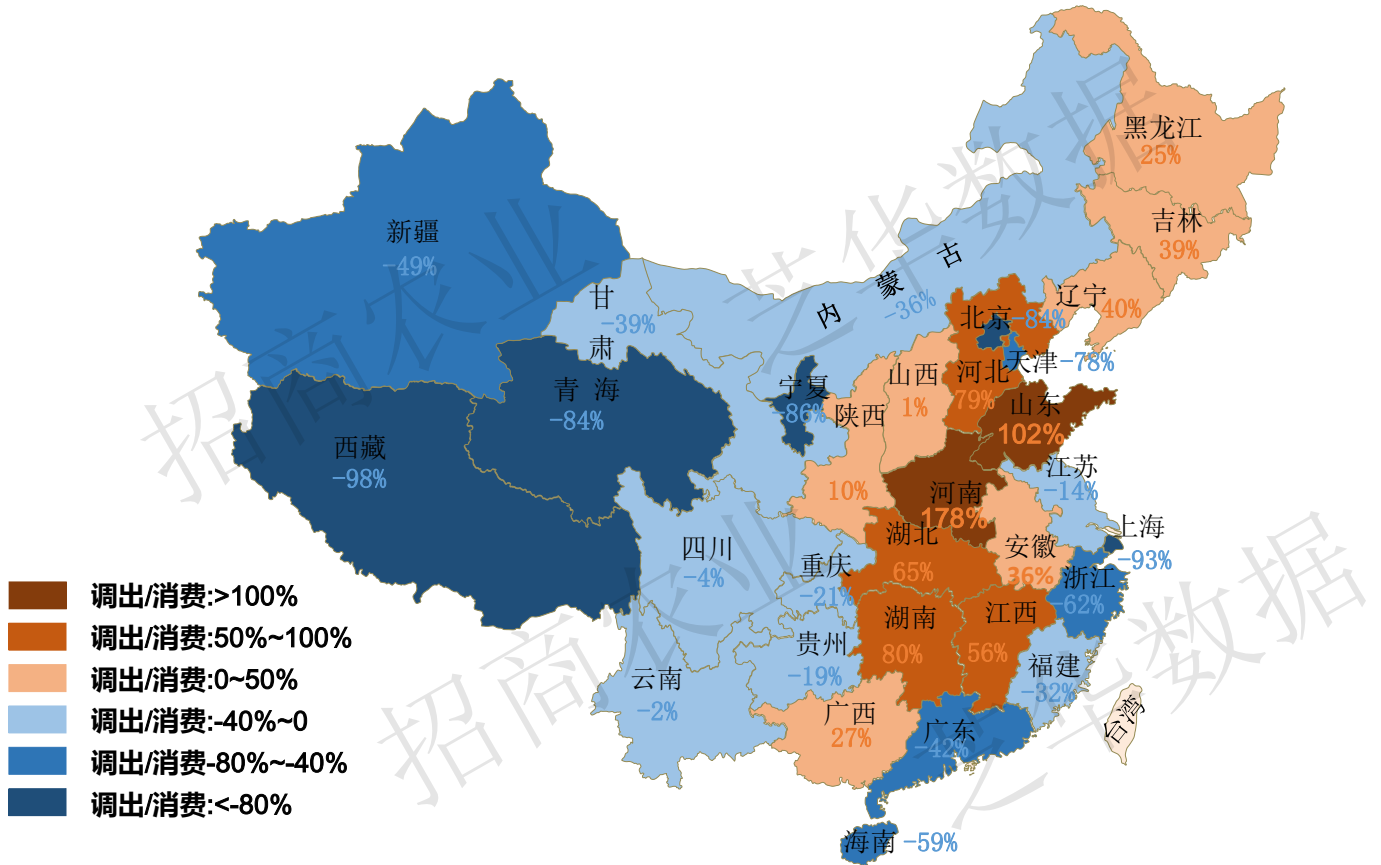 黑龙江
25%
吉林
39%
辽宁
40%
新疆
-49%
内蒙古
-36%
甘肃
-39%
北京
-84%
天津-78%
河北
79%
山西
1%
山东
102%
宁夏
-86%
青海
-84%
陕西
10%
西藏
-98%
河南
178%
江苏
-14%
上海
-93%
安徽
36%
湖北
65%
四川
-4%
重庆
-21%
浙江
-62%
湖南
80%
江西
56%
贵州
-19%
福建
-32%
云南
-2%
广西
27%
广东
-42%
台湾
海南 -59%
调出/消费:>100%
调出/消费:50%~100%
调出/消费:0~50%
调出/消费:-40%~0
调出/消费-80%~-40%
调出/消费:<-80%
招商农业
芝华数据
招商农业
芝华数据